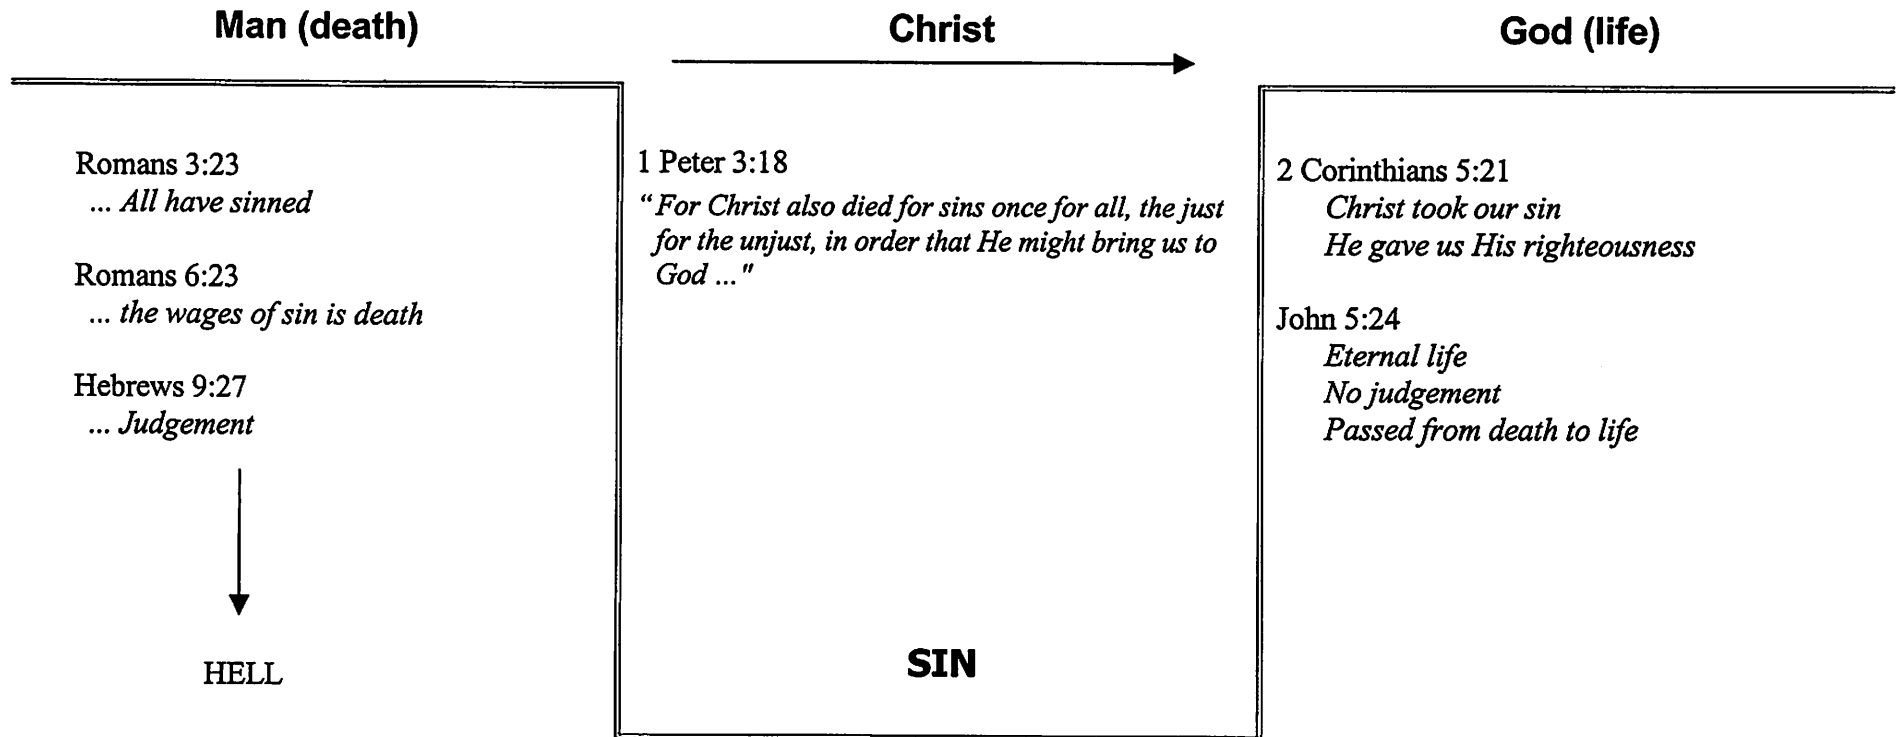 Man (death)
Christ
God (life)
Romans 3:23
... All have sinned
Romans 6:23
... the wages of sin is death
Hebrews 9:27
... Judgement
HELL
1 Peter 3:18
"For Christ also died for sins once for all, the just
for the unjust, in order that He might bring us to
God ..."
SIN
2 Corinthians 5:21
Christ took our sin
He gave us His righteousness
John 5:24
Eternal life
No judgement
Passed from death to life